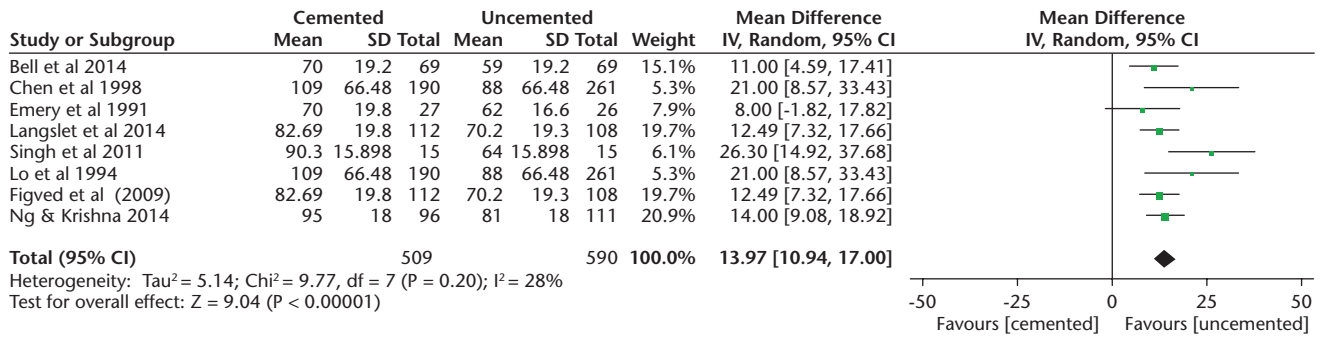 Cemented Uncemented Mean Difference Mean Difference
Study or Subgroup Mean SD Total Mean SD Total Weight IV, Random, 95% CI IV, Random, 95% CI
Bell et al 2014 70 19.2 69 59 19.2 69 15.1% 11.00 [4.59, 17.41]
Chen et al 1998 109 66.48 190 88 66.48 261 5.3% 21.00 [8.57, 33.43]
Emery et al 1991 70 19.8 27 62 16.6 26 7.9% 8.00 [-1.82, 17.82]
Langslet et al 2014 82.69 19.8 112 70.2 19.3 108 19.7% 12.49 [7.32, 17.66]
Singh et al 2011 90.3 15.898 15 64 15.898 15 6.1% 26.30 [14.92, 37.68]
Lo et al 1994 109 66.48 190 88 66.48 261 5.3% 21.00 [8.57, 33.43]
Figved et al (2009) 82.69 19.8 112 70.2 19.3 108 19.7% 12.49 [7.32, 17.66]
Ng & Krishna 2014 95 18 96 81 18 111 20.9% 14.00 [9.08, 18.92]
Total (95% CI) 509 590 100.0% 13.97 [10.94, 17.00]
Heterogeneity: Tau² = 5.14; Chi² = 9.77, df = 7 (P = 0.20); I² = 28%
Test for overall effect: Z = 9.04 (P < 0.00001)
-50 -25 0 25 50
Favours [cemented] Favours [uncemented]